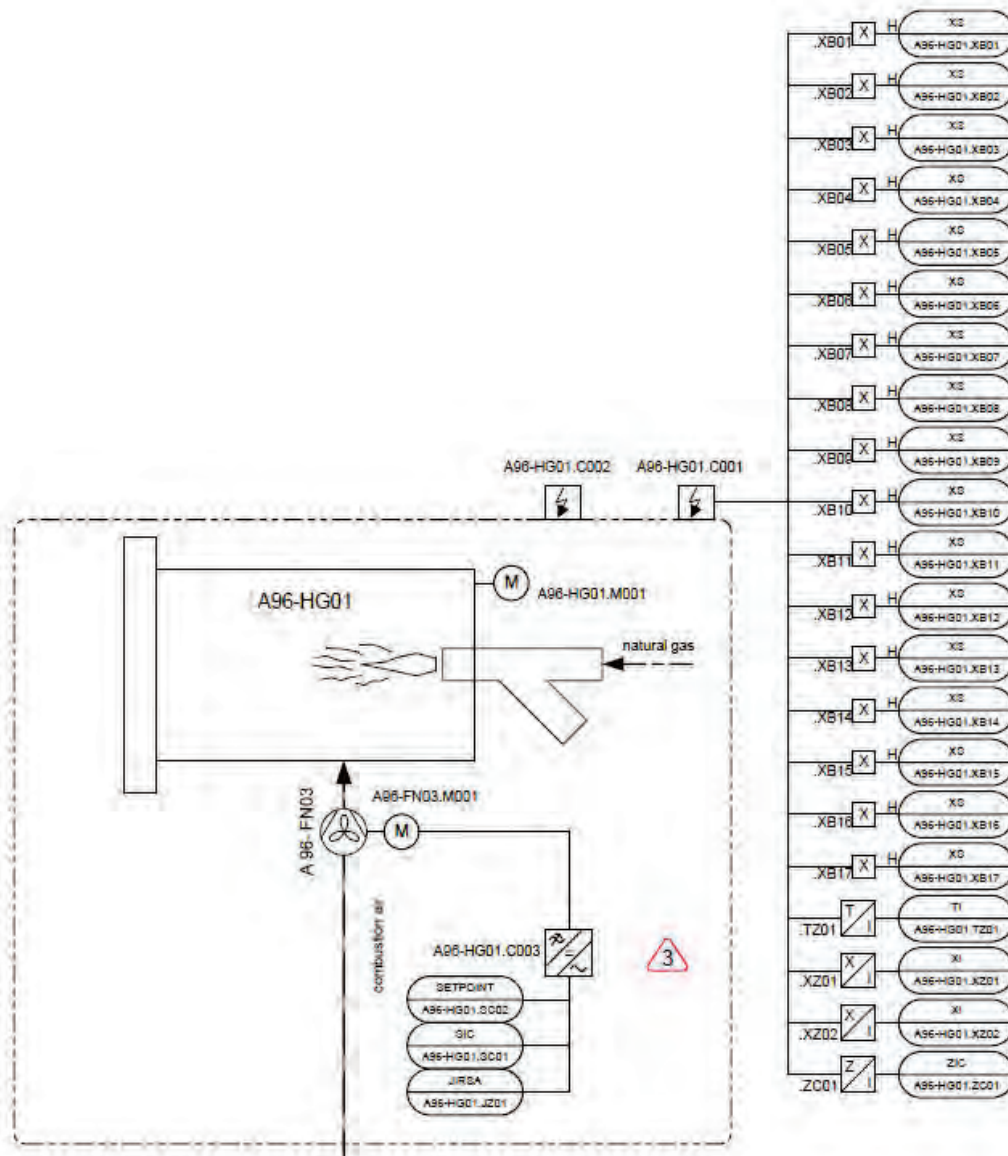 .XB01 X H XS
A96-HG01.XB01
.XB02 X H XS
A96-HG01.XB02
.XB03 X H XS
A96-HG01.XB03
.XB04 X H XS
A96-HG01.XB04
.XB05 X H XS
A96-HG01.XB05
.XB06 X H XS
A96-HG01.XB06
.XB07 X H XS
A96-HG01.XB07
.XB08 X H XS
A96-HG01.XB08
.XB09 X H XS
A96-HG01.XB09
.XB10 X H XS
A96-HG01.XB10
.XB11 X H XS
A96-HG01.XB11
.XB12 X H XS
A96-HG01.XB12
.XB13 X H XS
A96-HG01.XB13
.XB14 X H XS
A96-HG01.XB14
.XB15 X H XS
A96-HG01.XB15
.XB16 X H XS
A96-HG01.XB16
.XB17 X H XS
A96-HG01.XB17
.TZ01 T I TI
A96-HG01.TZ01
.XZ01 X I XI
A96-HG01.XZ01
.XZ02 X I XI
A96-HG01.XZ02
.ZC01 Z I ZIC
A96-HG01.ZC01
A96-HG01.C002
A96-HG01.C001
A96-HG01
M
A96-HG01.M001
natural gas
A96-FN03
A96-FN03.M001
M
combustion air
A96-HG01.C003
3
SETPOINT
A96-HG01.SC02
SIC
A96-HG01.SC01
JIRSA
A96-HG01.JZ01